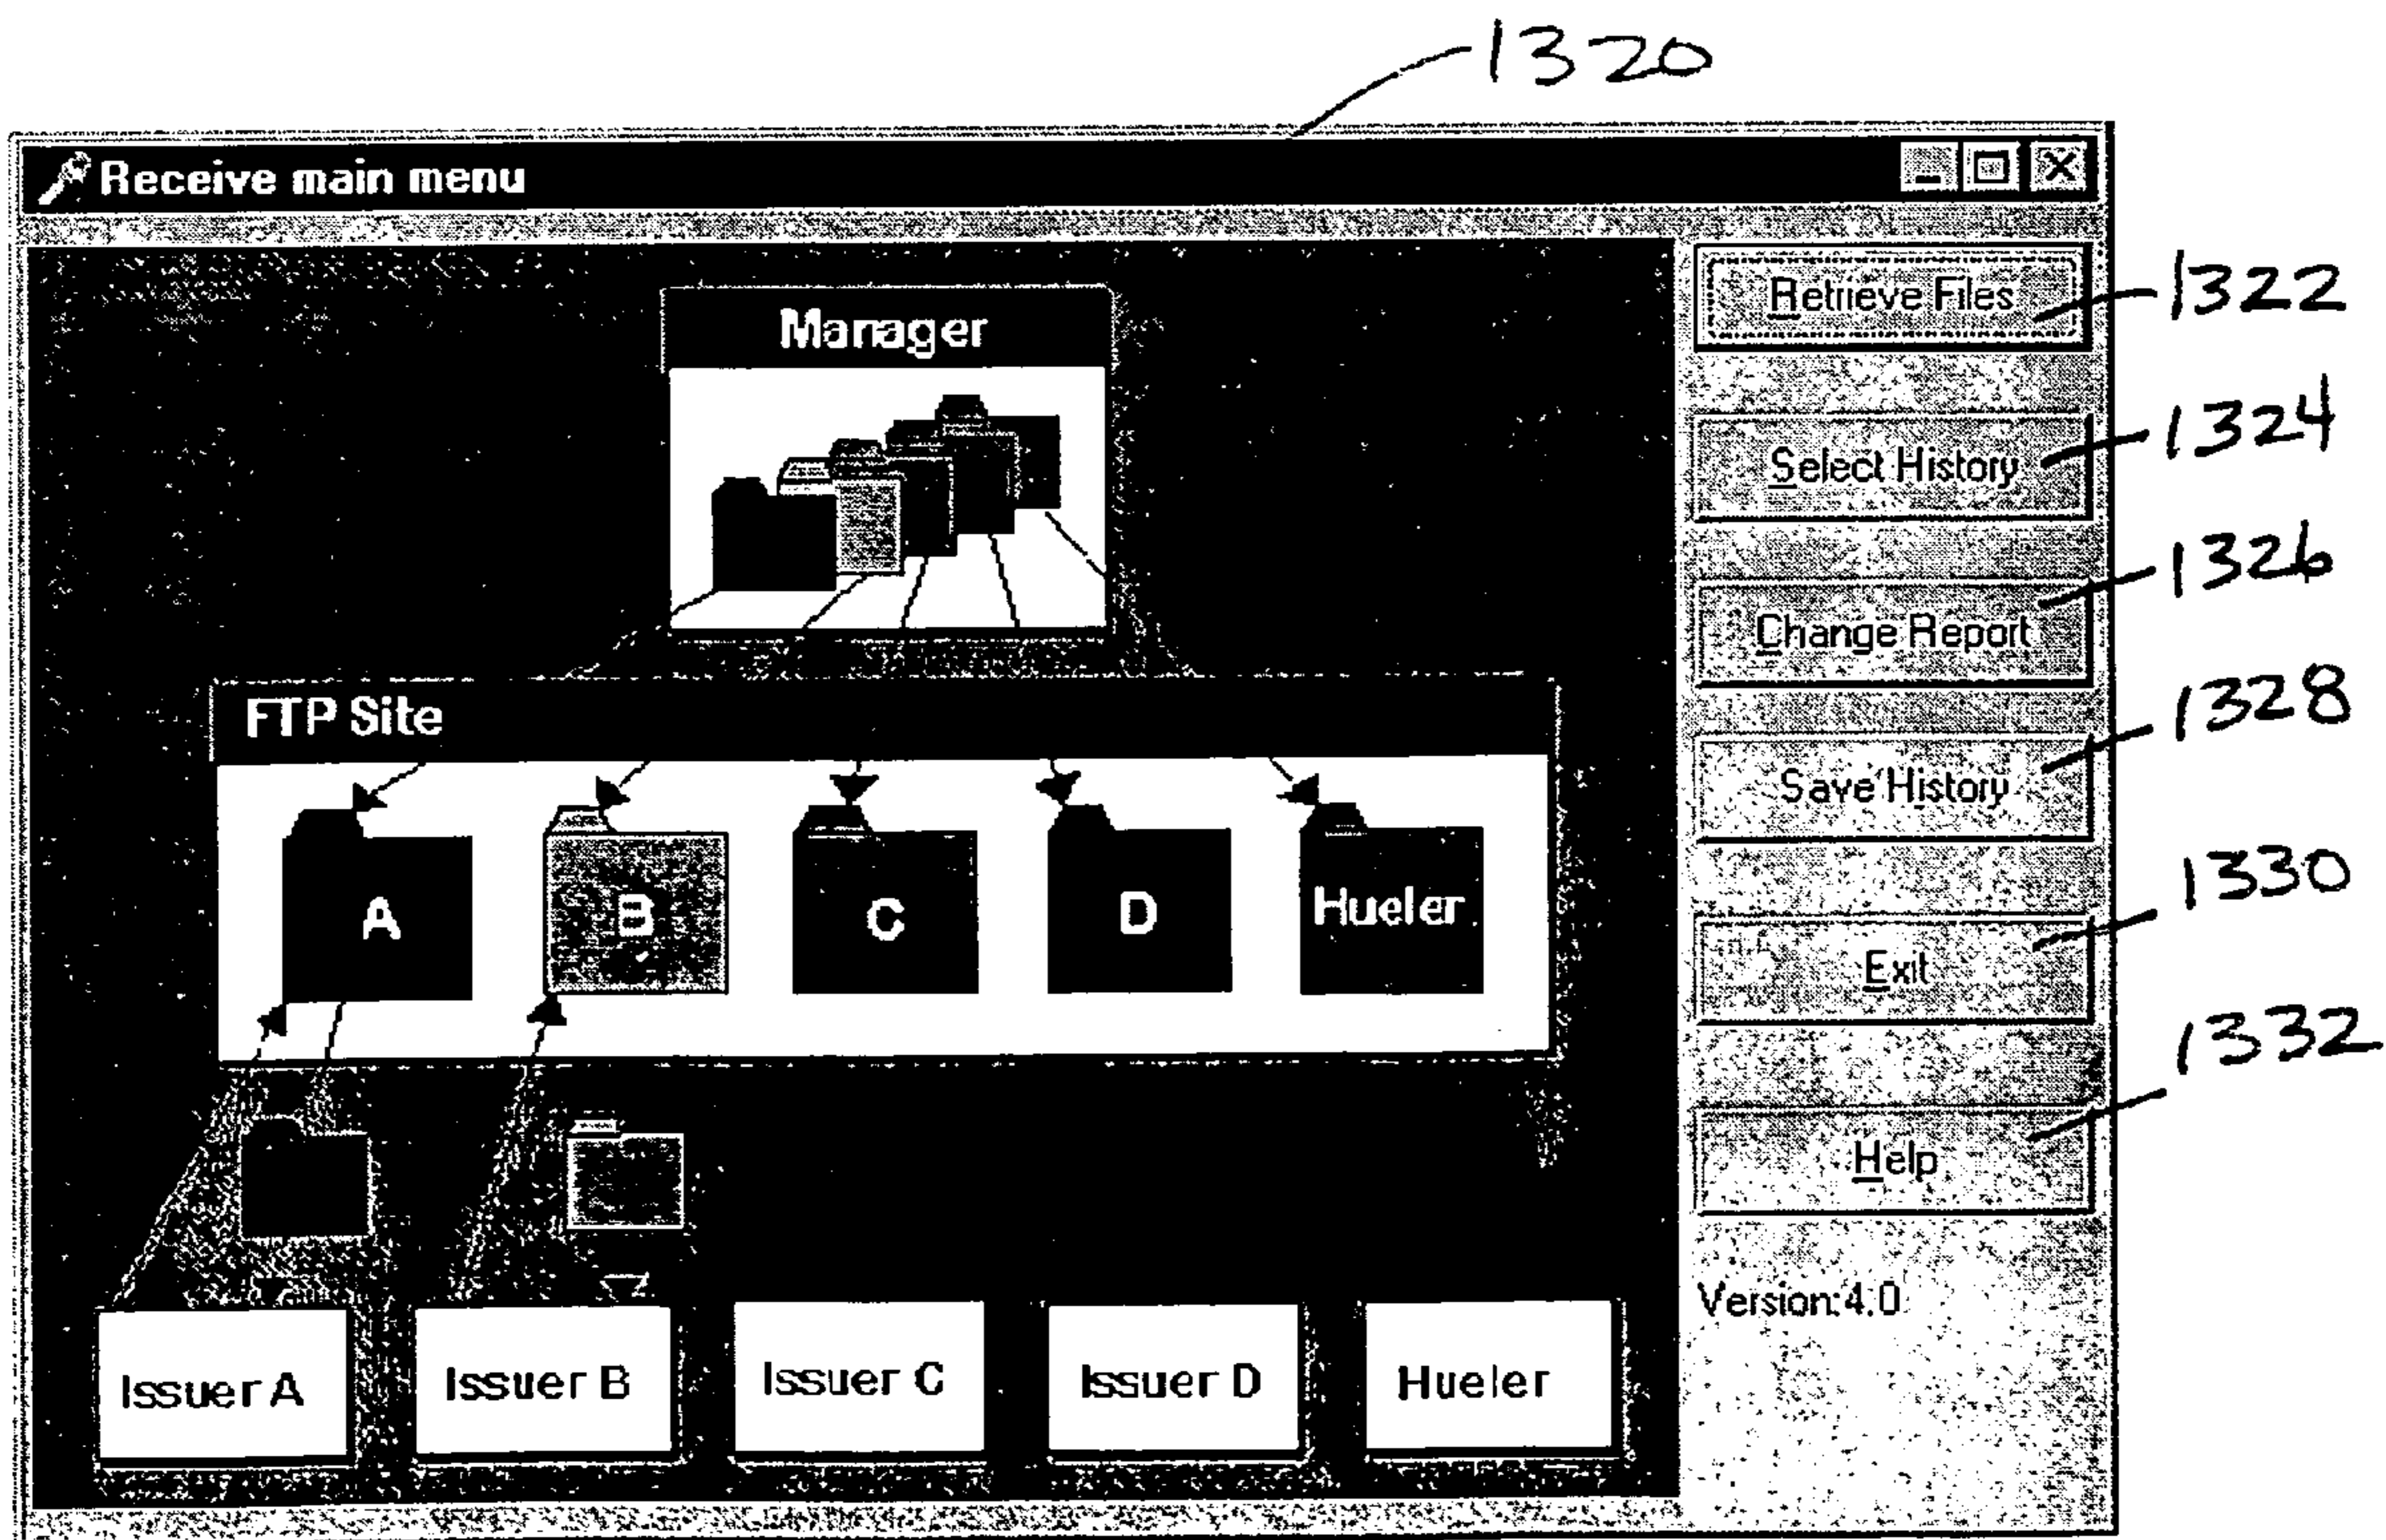 1320
Receive main menu
Manager
Retrieve Files
1322
Select History
1324
Change Report
1326
FTP Site
Save History
1328
A
B
C
D
Hueler
Exit
1330
Help
1332
Version:4.0
Issuer A
Issuer B
Issuer C
Issuer D
Hueler